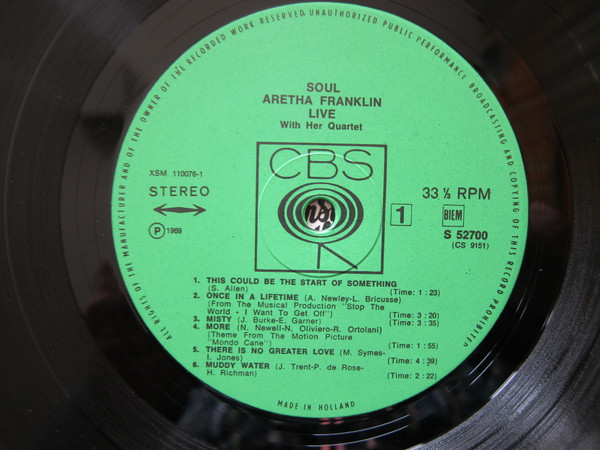 ALL RIGHTS OF THE MANUFACTURER AND OF THE OWNER OF THE RECORDED WORK RESERVED. UNAUTHORIZED PUBLIC PERFORMANCE, BROADCASTING AND COPYING OF THIS RECORD PROHIBITED
SOUL
ARETHA FRANKLIN
LIVE
With Her Quartet
CBS
XSM 110076-1
STEREO
33 ⅓ RPM
1
BIEM
S 52700
(CS 9151)
Ⓟ 1969
1. THIS COULD BE THE START OF SOMETHING
(S. Allen) (Time: 1 : 23)
2. ONCE IN A LIFETIME (A. Newley-L. Bricusse)
(From The Musical Production "Stop The
World - I Want To Get Off") (Time: 3 : 20)
3. MISTY (J. Burke-E. Garner) (Time: 3 : 35)
4. MORE (N. Newell-N. Oliviero-R. Ortolani)
(Theme From The Motion Picture
"Mondo Cane") (Time: 1 : 55)
5. THERE IS NO GREATER LOVE (M. Symes-
I. Jones) (Time: 4 : 39)
6. MUDDY WATER (J. Trent-P. de Rose-
H. Richman) (Time: 2 : 22)
MADE IN HOLLAND